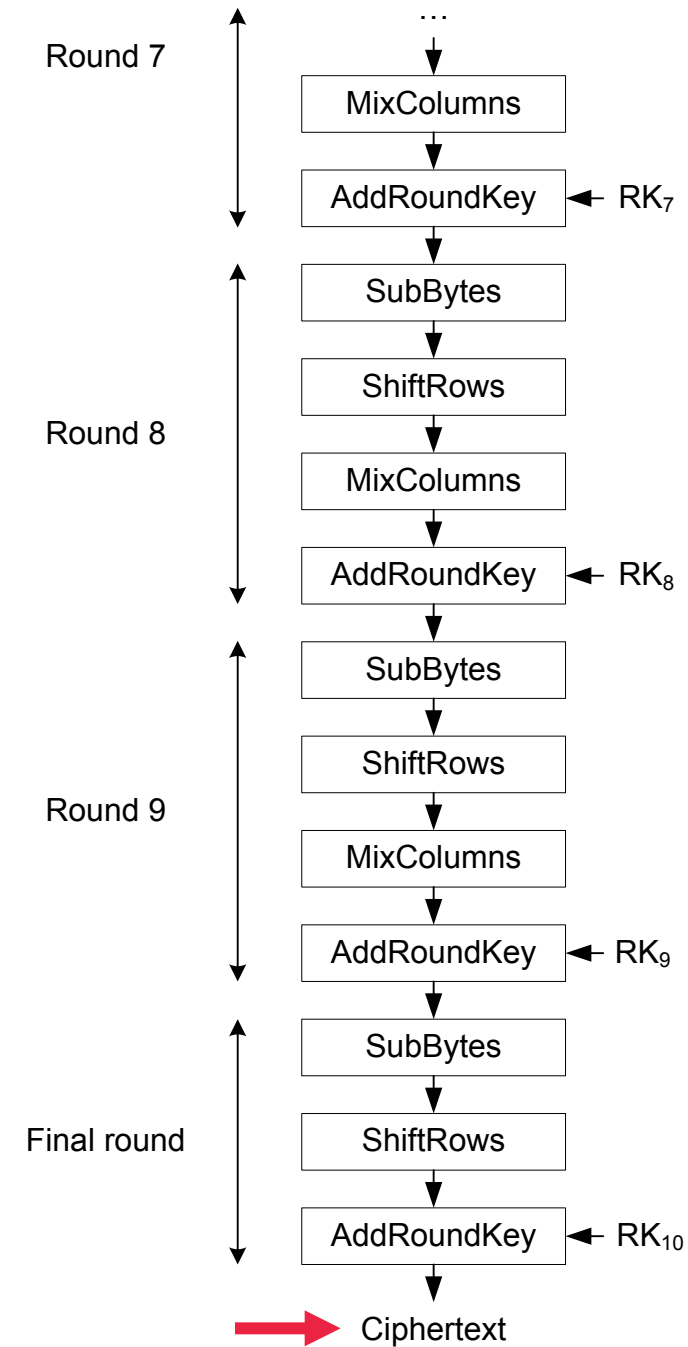 ...
Round 7
MixColumns
AddRoundKey
RK₇
SubBytes
ShiftRows
Round 8
MixColumns
AddRoundKey
RK₈
SubBytes
ShiftRows
Round 9
MixColumns
AddRoundKey
RK₉
SubBytes
Final round
ShiftRows
AddRoundKey
RK₁₀
Ciphertext